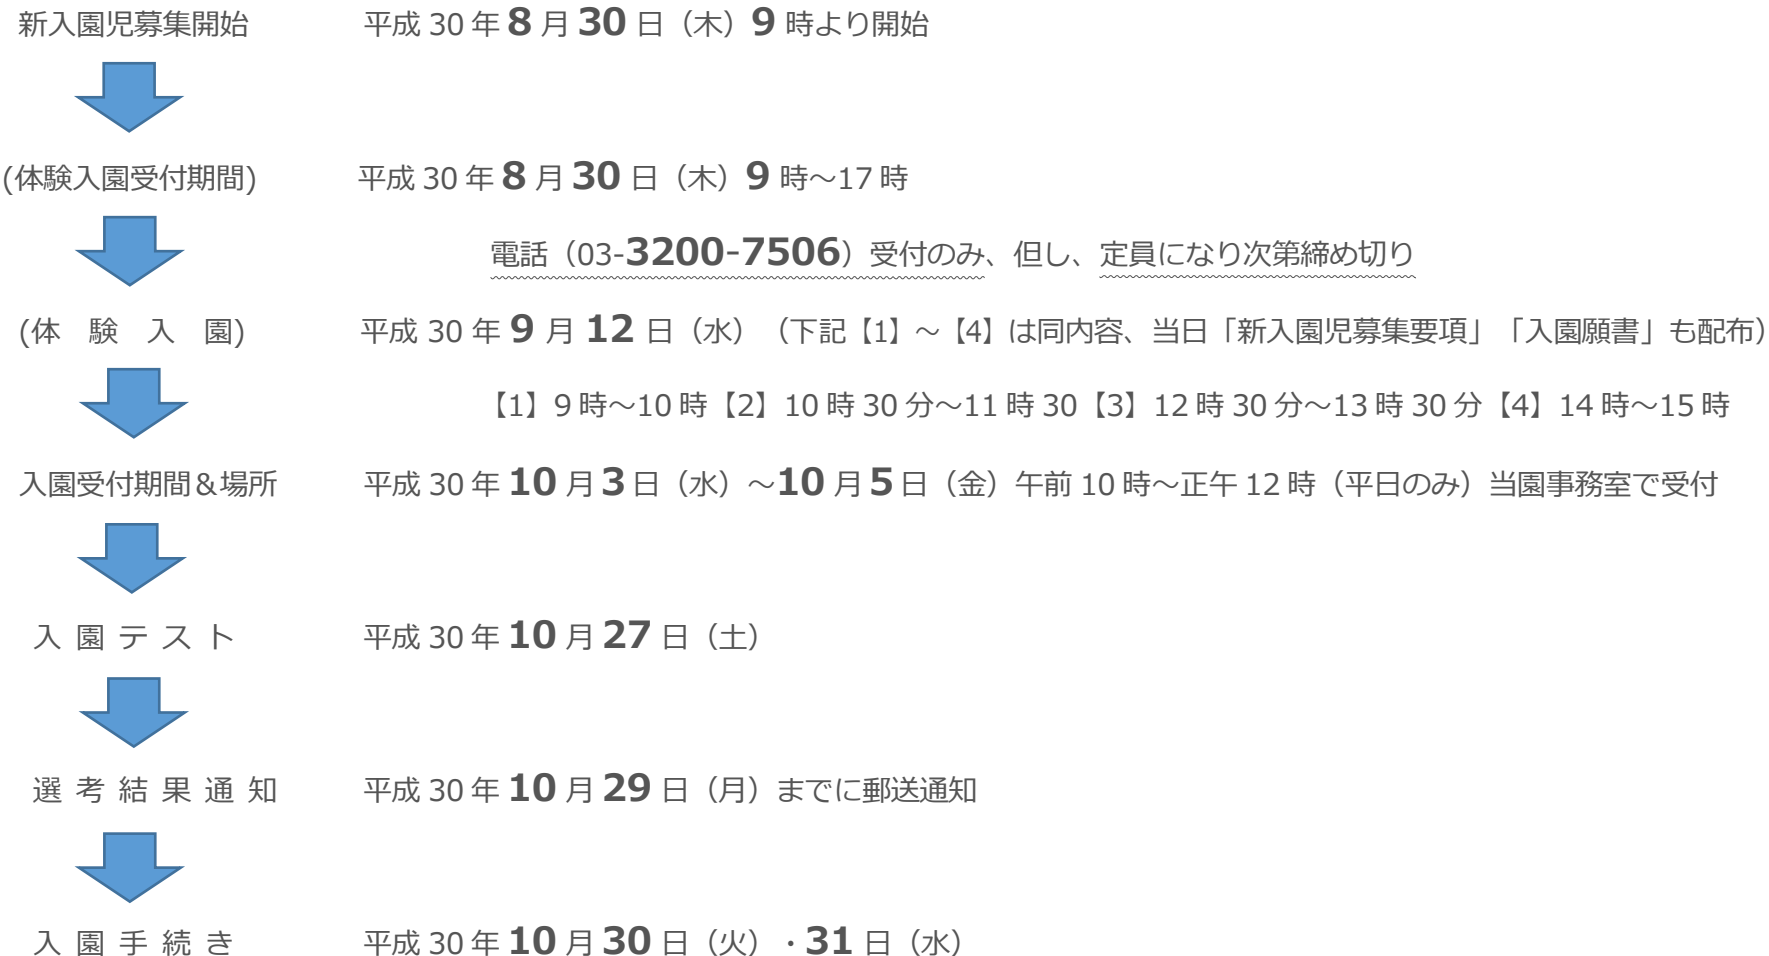 新入園児募集開始 平成 30 年 8 月 30 日（木）9 時より開始
(体験入園受付期間) 平成 30 年 8 月 30 日（木）9 時～17 時
電話（03-3200-7506）受付のみ、但し、定員になり次第締め切り
(体　験　入　園) 平成 30 年 9 月 12 日（水）（下記【1】～【4】は同内容、当日「新入園児募集要項」「入園願書」も配布）
【1】9 時～10 時【2】10 時 30 分～11 時 30【3】12 時 30 分～13 時 30 分【4】14 時～15 時
入園受付期間＆場所 平成 30 年 10 月 3 日（水）～10 月 5 日（金）午前 10 時～正午 12 時（平日のみ）当園事務室で受付
入 園 テ ス ト 平成 30 年 10 月 27 日（土）
選 考 結 果 通 知 平成 30 年 10 月 29 日（月）までに郵送通知
入 園 手 続 き 平成 30 年 10 月 30 日（火）・31 日（水）